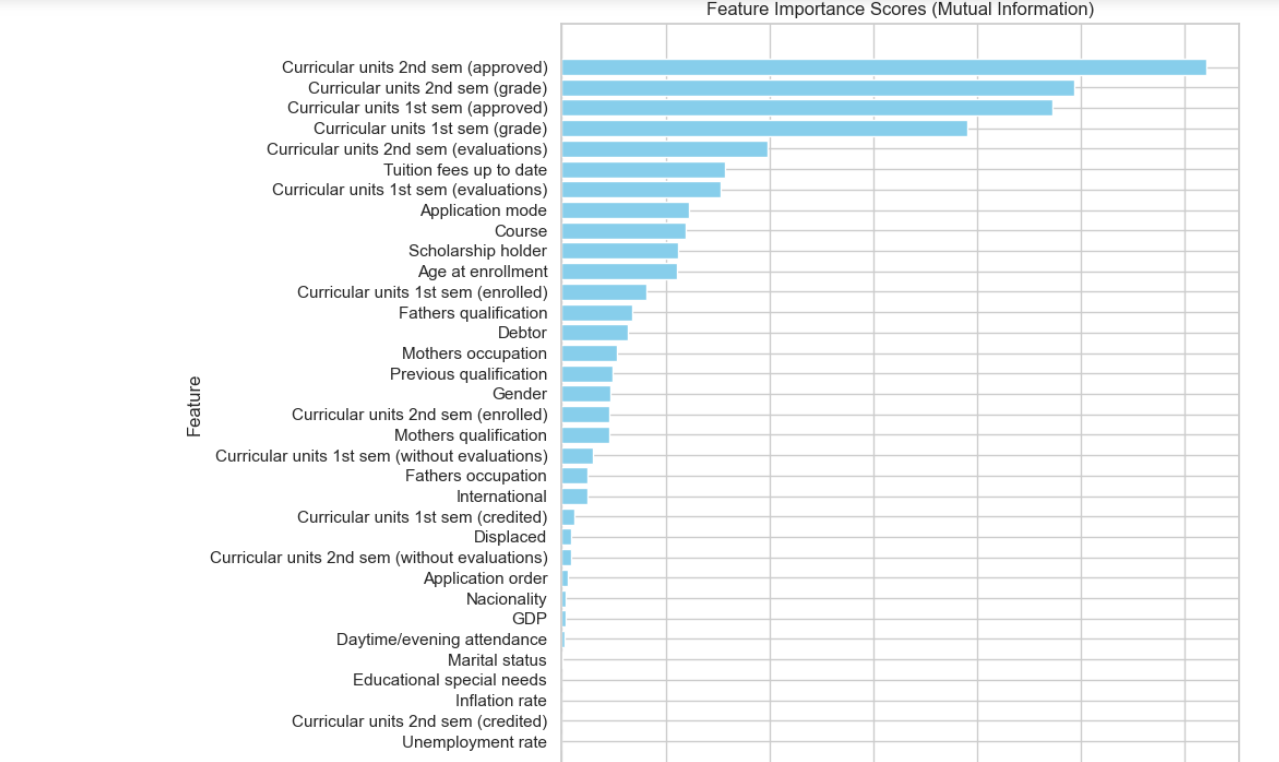 Feature Importance Scores (Mutual Information)
Curricular units 2nd sem (approved)
Curricular units 2nd sem (grade)
Curricular units 1st sem (approved)
Curricular units 1st sem (grade)
Curricular units 2nd sem (evaluations)
Tuition fees up to date
Curricular units 1st sem (evaluations)
Application mode
Course
Scholarship holder
Age at enrollment
Curricular units 1st sem (enrolled)
Fathers qualification
Debtor
Mothers occupation
Previous qualification
Gender
Curricular units 2nd sem (enrolled)
Mothers qualification
Curricular units 1st sem (without evaluations)
Fathers occupation
International
Curricular units 1st sem (credited)
Displaced
Curricular units 2nd sem (without evaluations)
Application order
Nacionality
GDP
Daytime/evening attendance
Marital status
Educational special needs
Inflation rate
Curricular units 2nd sem (credited)
Unemployment rate
Feature